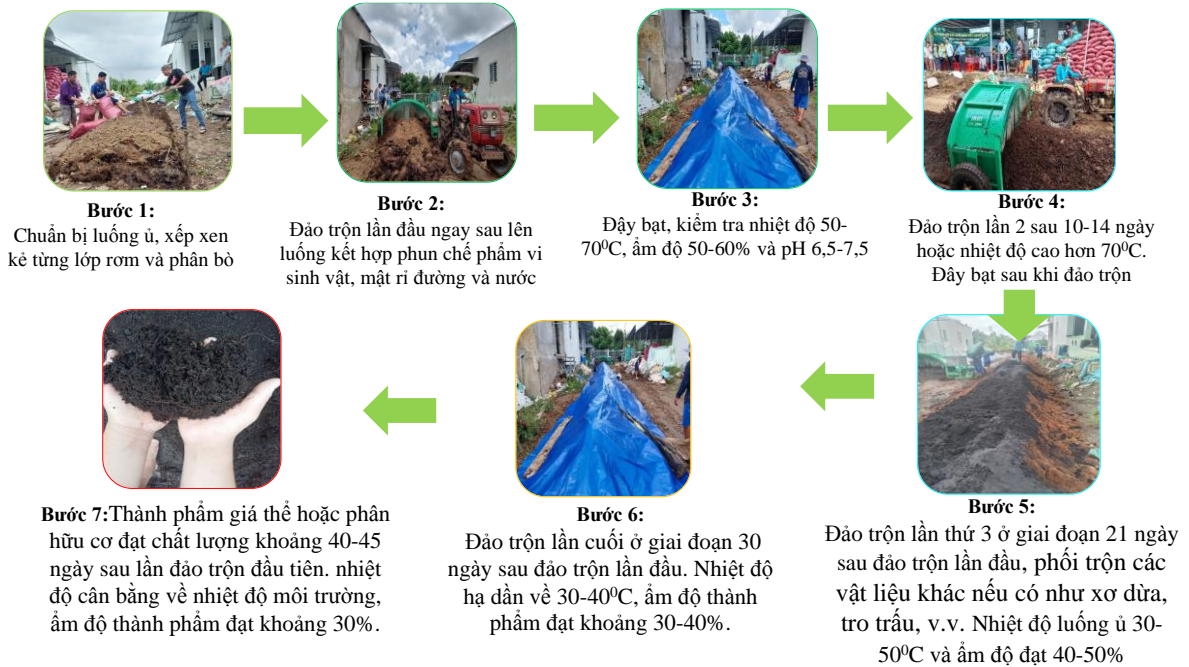 Bước 1:
Chuẩn bị luống ủ, xếp xen
kẻ từng lớp rơm và phân bò
Bước 2:
Đảo trộn lần đầu ngay sau lên
luống kết hợp phun chế phẩm vi
sinh vật, mật rỉ đường và nước
Bước 3:
Đậy bạt, kiểm tra nhiệt độ 50-
70⁰C, ẩm độ 50-60% và pH 6,5-7,5
Bước 4:
Đảo trộn lần 2 sau 10-14 ngày
hoặc nhiệt độ cao hơn 70⁰C.
Đây bạt sau khi đảo trộn
Bước 5:
Đảo trộn lần thứ 3 ở giai đoạn 21 ngày
sau đảo trộn lần đầu, phối trộn các
vật liệu khác nếu có như xơ dừa,
tro trấu, v.v. Nhiệt độ luống ủ 30-
50⁰C và ẩm độ đạt 40-50%
Bước 6:
Đảo trộn lần cuối ở giai đoạn 30
ngày sau đảo trộn lần đầu. Nhiệt độ
hạ dần về 30-40⁰C, ẩm độ thành
phẩm đạt khoảng 30-40%.
Bước 7:Thành phẩm giá thể hoặc phân
hữu cơ đạt chất lượng khoảng 40-45
ngày sau lần đảo trộn đầu tiên. nhiệt
độ cân bằng về nhiệt độ môi trường,
ẩm độ thành phẩm đạt khoảng 30%.